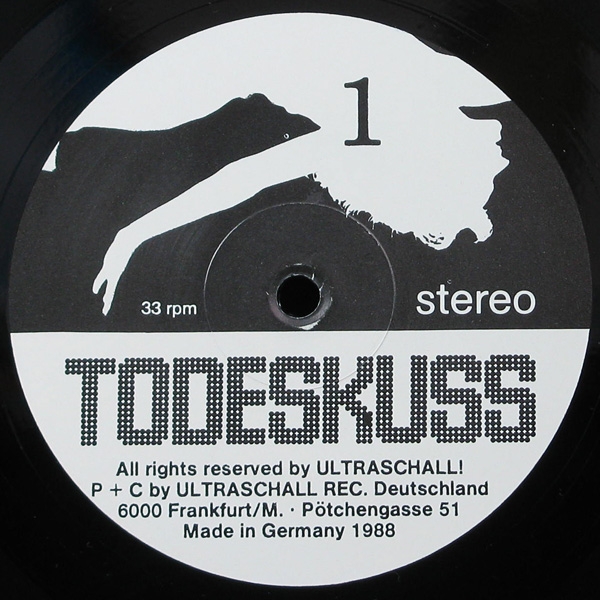 1
33 rpm
stereo
TODESKUSS
All rights reserved by ULTRASCHALL!
P + C by ULTRASCHALL REC. Deutschland
6000 Frankfurt/M. · Pötchengasse 51
Made in Germany 1988